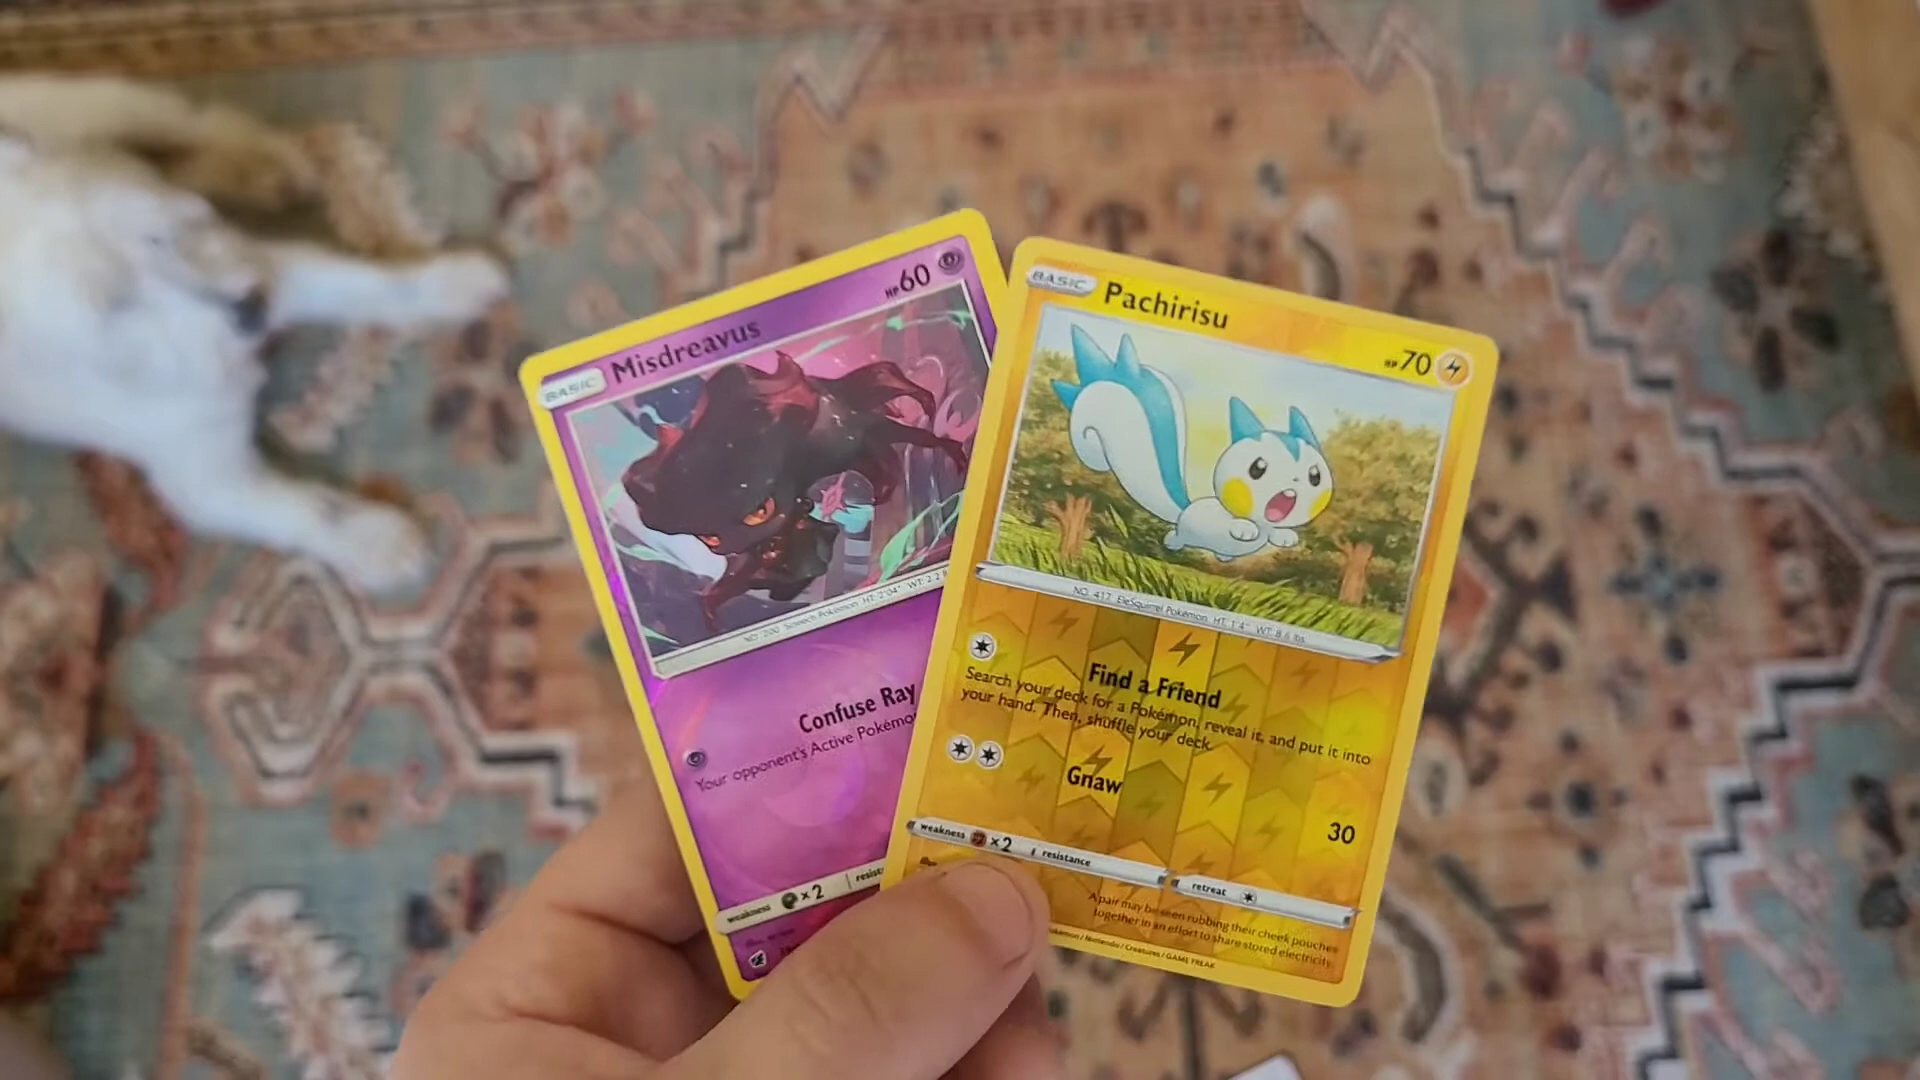 BASIC Misdreavus HP 60
NO. 200 Screech Pokémon HT: 2'04" WT: 2.2
Confuse Ray
Your opponent's Active Pokémo
weakness ×2 resist
BASIC Pachirisu HP 70
NO. 417 EleSquirrel Pokémon HT: 1'4" WT: 8.6 lbs.
Find a Friend
Search your deck for a Pokémon, reveal it, and put it into
your hand. Then, shuffle your deck.
Gnaw 30
weakness ×2 resistance retreat
A pair may be seen rubbing their cheek pouches
together in an effort to share stored electricity.
Pokémon / Nintendo / Creatures / GAME FREAK